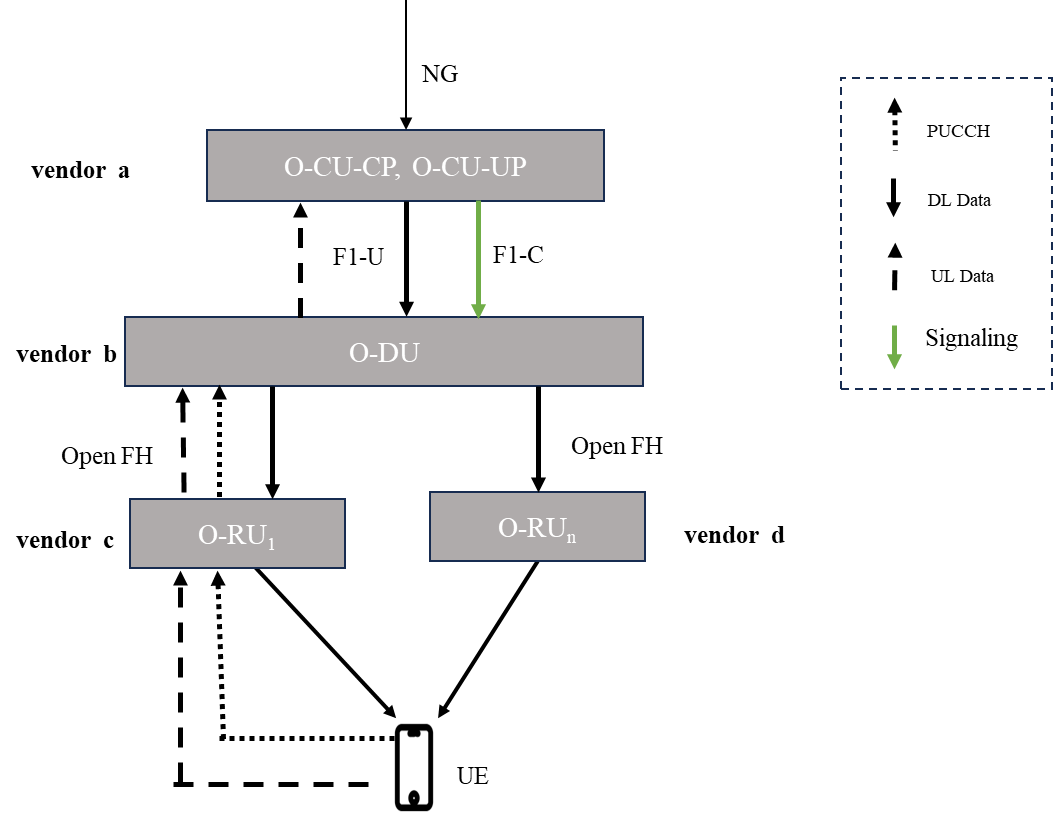 NG
vendor a
O-CU-CP, O-CU-UP
F1-U
F1-C
vendor b
O-DU
Open FH
Open FH
vendor c
O-RU1
O-RUn
vendor d
UE
PUCCH
DL Data
UL Data
Signaling